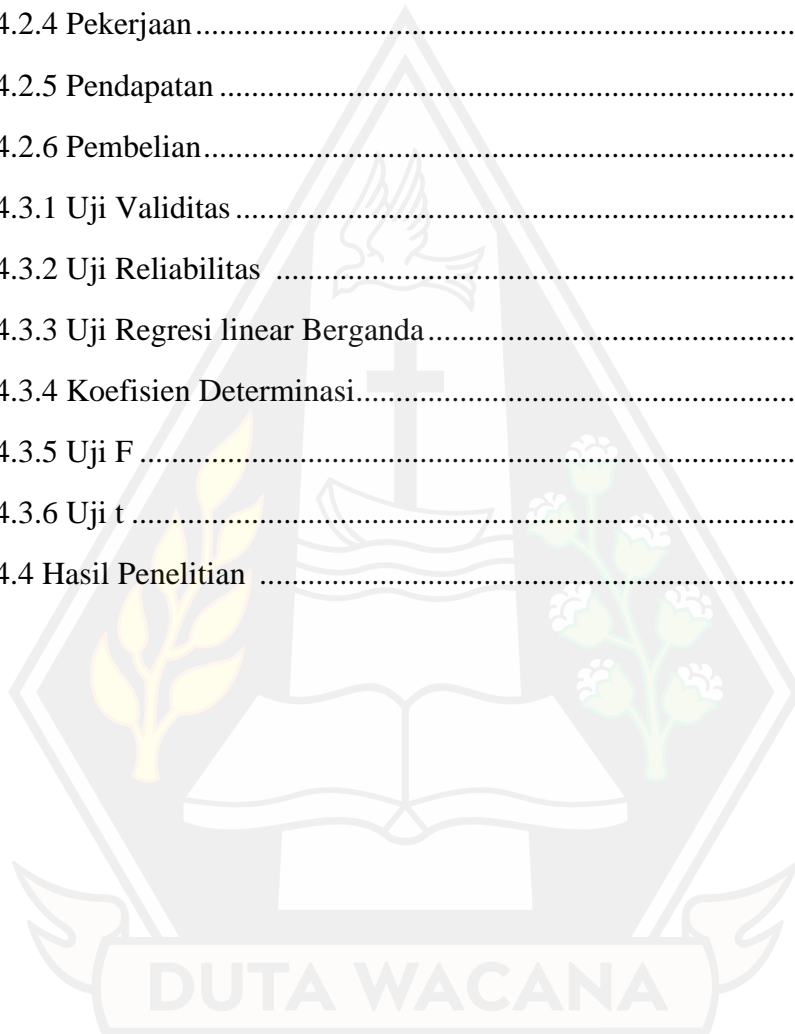 4.2.4 Pekerjaan................................................................................
4.2.5 Pendapatan .............................................................................
4.2.6 Pembelian...............................................................................
4.3.1 Uji Validitas ..........................................................................
4.3.2 Uji Reliabilitas ......................................................................
4.3.3 Uji Regresi linear Berganda..................................................
4.3.4 Koefisien Determinasi...........................................................
4.3.5 Uji F ......................................................................................
4.3.6 Uji t .......................................................................................
4.4 Hasil Penelitian ........................................................................
DUTA WACANA